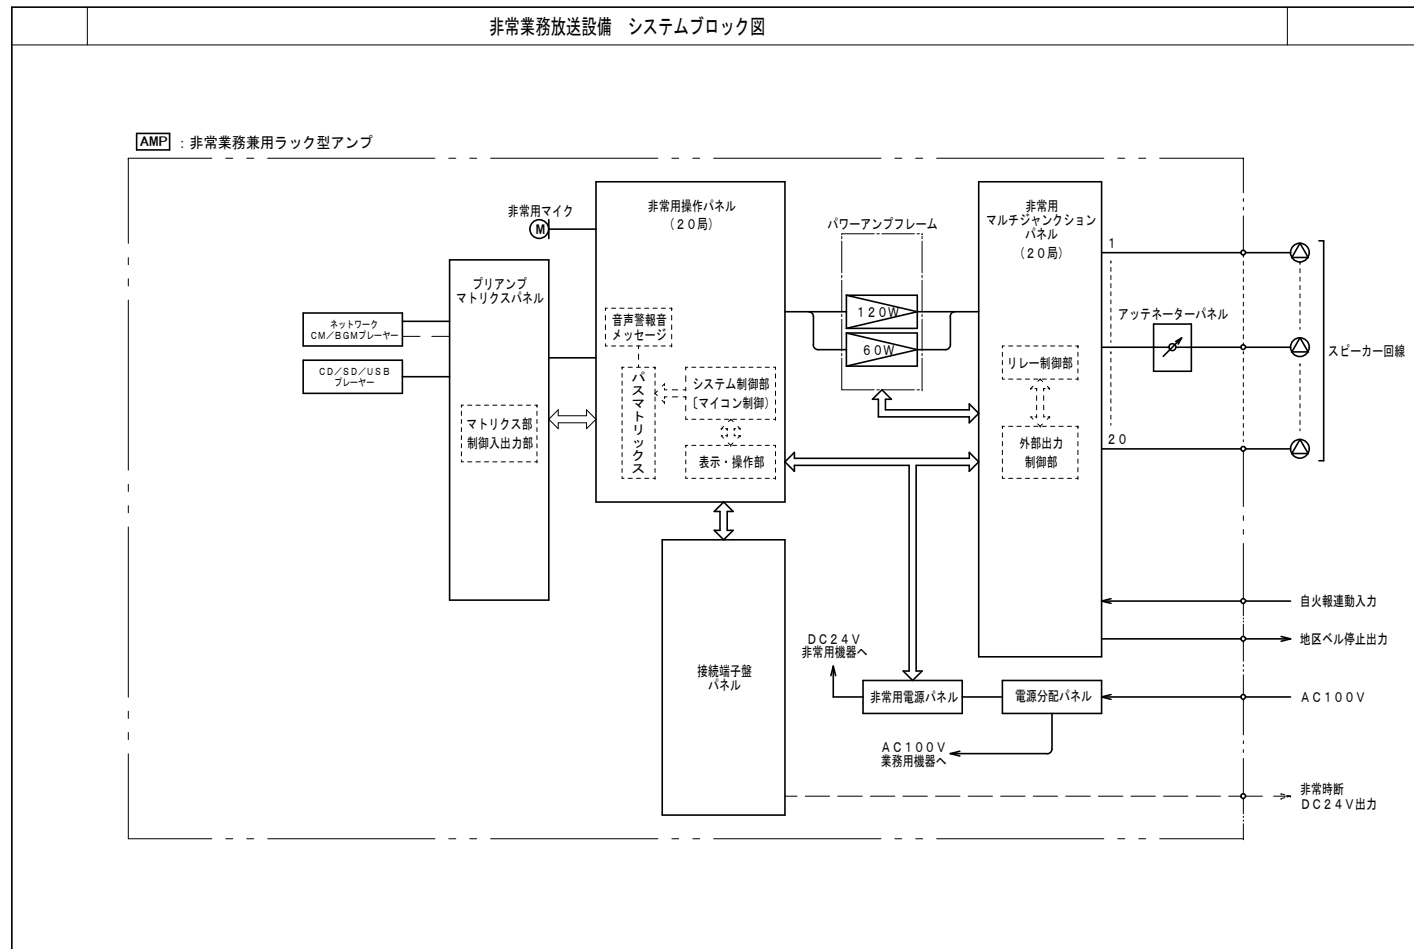 非常業務放送設備　システムブロック図
AMP ：非常業務兼用ラック型アンプ
非常用マイク
M
非常用操作パネル
（２０局）
パワーアンプフレーム
非常用
マルチジャンクション
パネル
（２０局）
１
プリアンプ
マトリクスパネル
ネットワーク
ＣＭ／ＢＧＭプレーヤー
ＣＤ／ＳＤ／ＵＳＢ
プレーヤー
音声警報音
メッセージ
１２０Ｗ
６０Ｗ
アッテネーターパネル
スピーカー回線
パスマトリックス
システム制御部
〔マイコン制御〕
リレー制御部
マトリクス部
制御入出力部
表示・操作部
外部出力
制御部
２０
自火報連動入力
地区ベル停止出力
ＤＣ２４Ｖ
非常用機器へ
接続端子盤
パネル
非常用電源パネル
電源分配パネル
ＡＣ１００Ｖ
ＡＣ１００Ｖ
業務用機器へ
非常時断
ＤＣ２４Ｖ出力